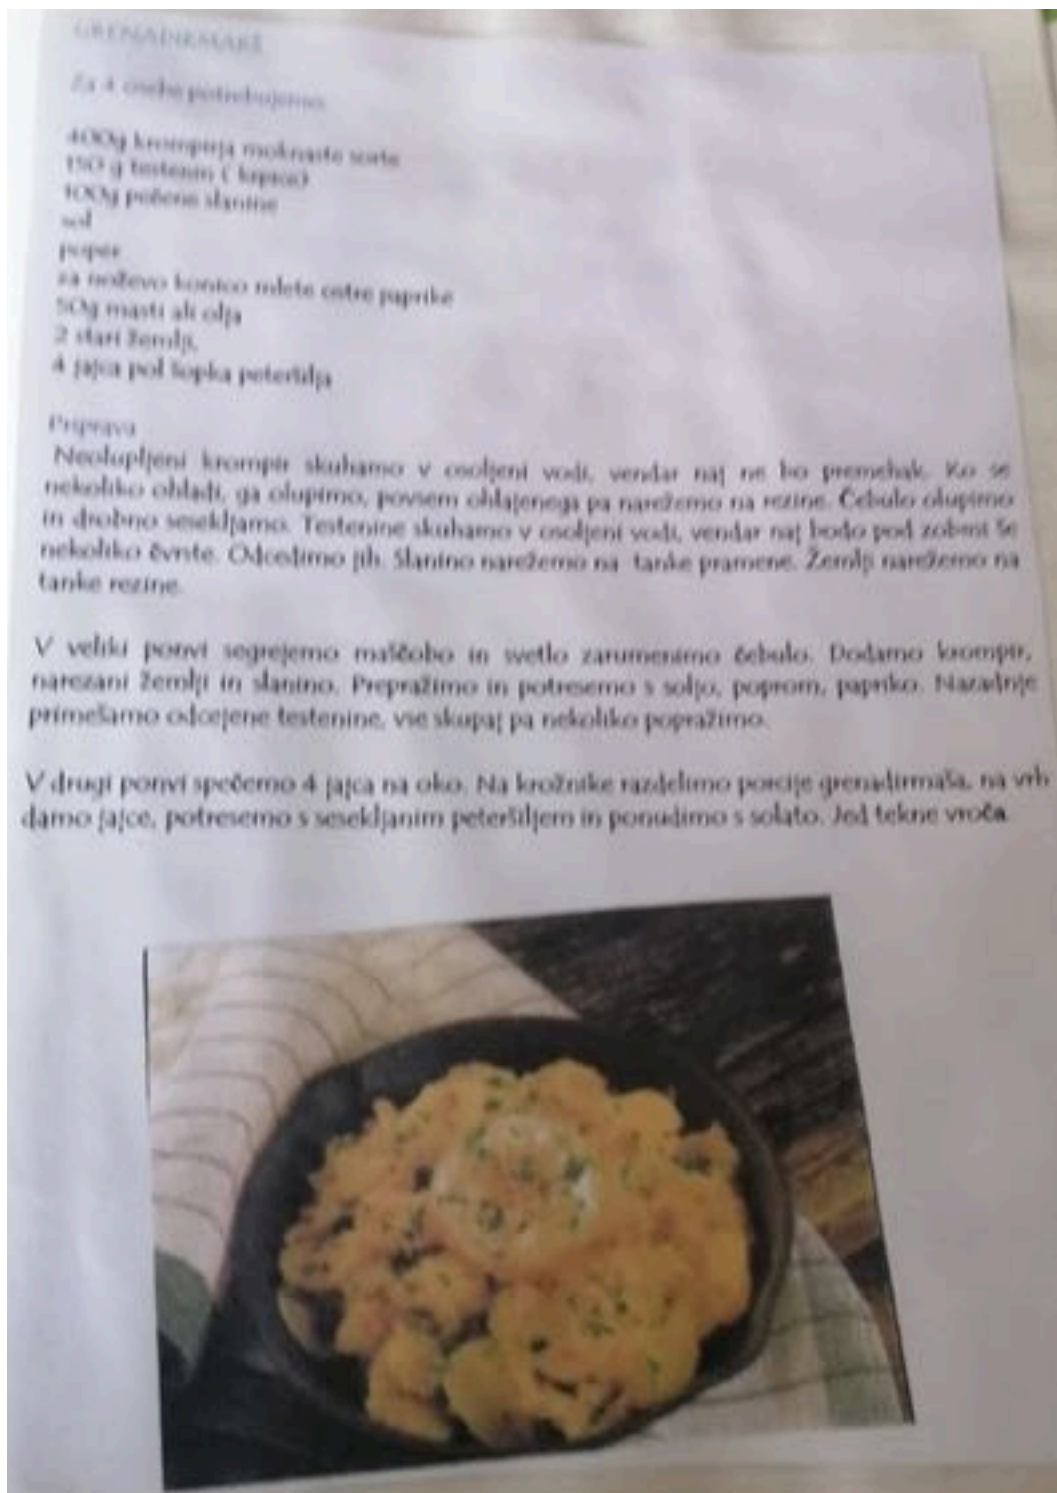 GRENADIRMARŠ
Za 4 osebe potrebujemo
400g krompirja moknaste sorte
150 g testenin ( krpice)
100g pečene slanine
sol
poper
za noževo konico mlete ostre paprike
50g masti ali olja
2 stari žemlji,
4 jajca pol šopka peteršilja
Priprava
Neolupljeni krompir skuhamo v osoljeni vodi, vendar naj ne bo premehak. Ko se
nekoliko ohladi, ga olupimo, povsem ohlajenega pa narežemo na rezine. Čebulo olupimo
in drobno sesekljamo. Testenine skuhamo v osoljeni vodi, vendar naj bodo pod zobmi še
nekoliko čvrste. Odcedimo jih. Slanino narežemo na tanke pramene. Žemlji narežemo na
tanke rezine.
V veliki ponvi segrejemo maščobo in svetlo zarumenimo čebulo. Dodamo krompir,
narezani žemlji in slanino. Prepražimo in potresemo s soljo, poprom, papriko. Nazadnje
primešamo odcejene testenine, vse skupaj pa nekoliko popražimo.
V drugi ponvi spečemo 4 jajca na oko. Na krožnike razdelimo porcije grenadirmaša, na vrh
damo jajce, potresemo s sesekljanim peteršiljem in ponudimo s solato. Jed tekne vroča.